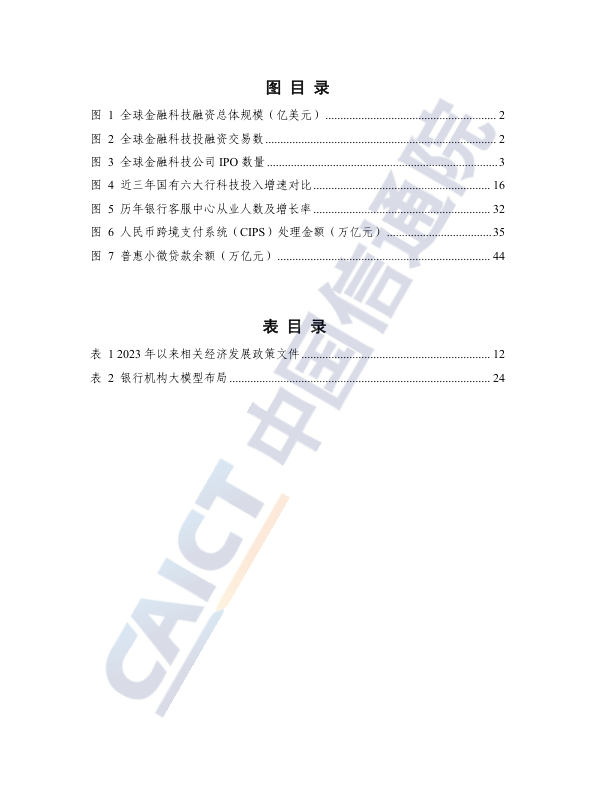 图 目 录
图 1 全球金融科技融资总体规模（亿美元）................................................ 2
图 2 全球金融科技投融资交易数.................................................................... 2
图 3 全球金融科技公司 IPO 数量.................................................................... 3
图 4 近三年国有六大行科技投入增速对比.................................................... 16
图 5 历年银行客服中心从业人数及增长率.................................................... 32
图 6 人民币跨境支付系统（CIPS）处理金额（万亿元）................................ 35
图 7 普惠小微贷款余额（万亿元）................................................................ 44
表 目 录
表 1 2023 年以来相关经济发展政策文件........................................................ 12
表 2 银行机构大模型布局................................................................................ 24
CAICT 中国信通院